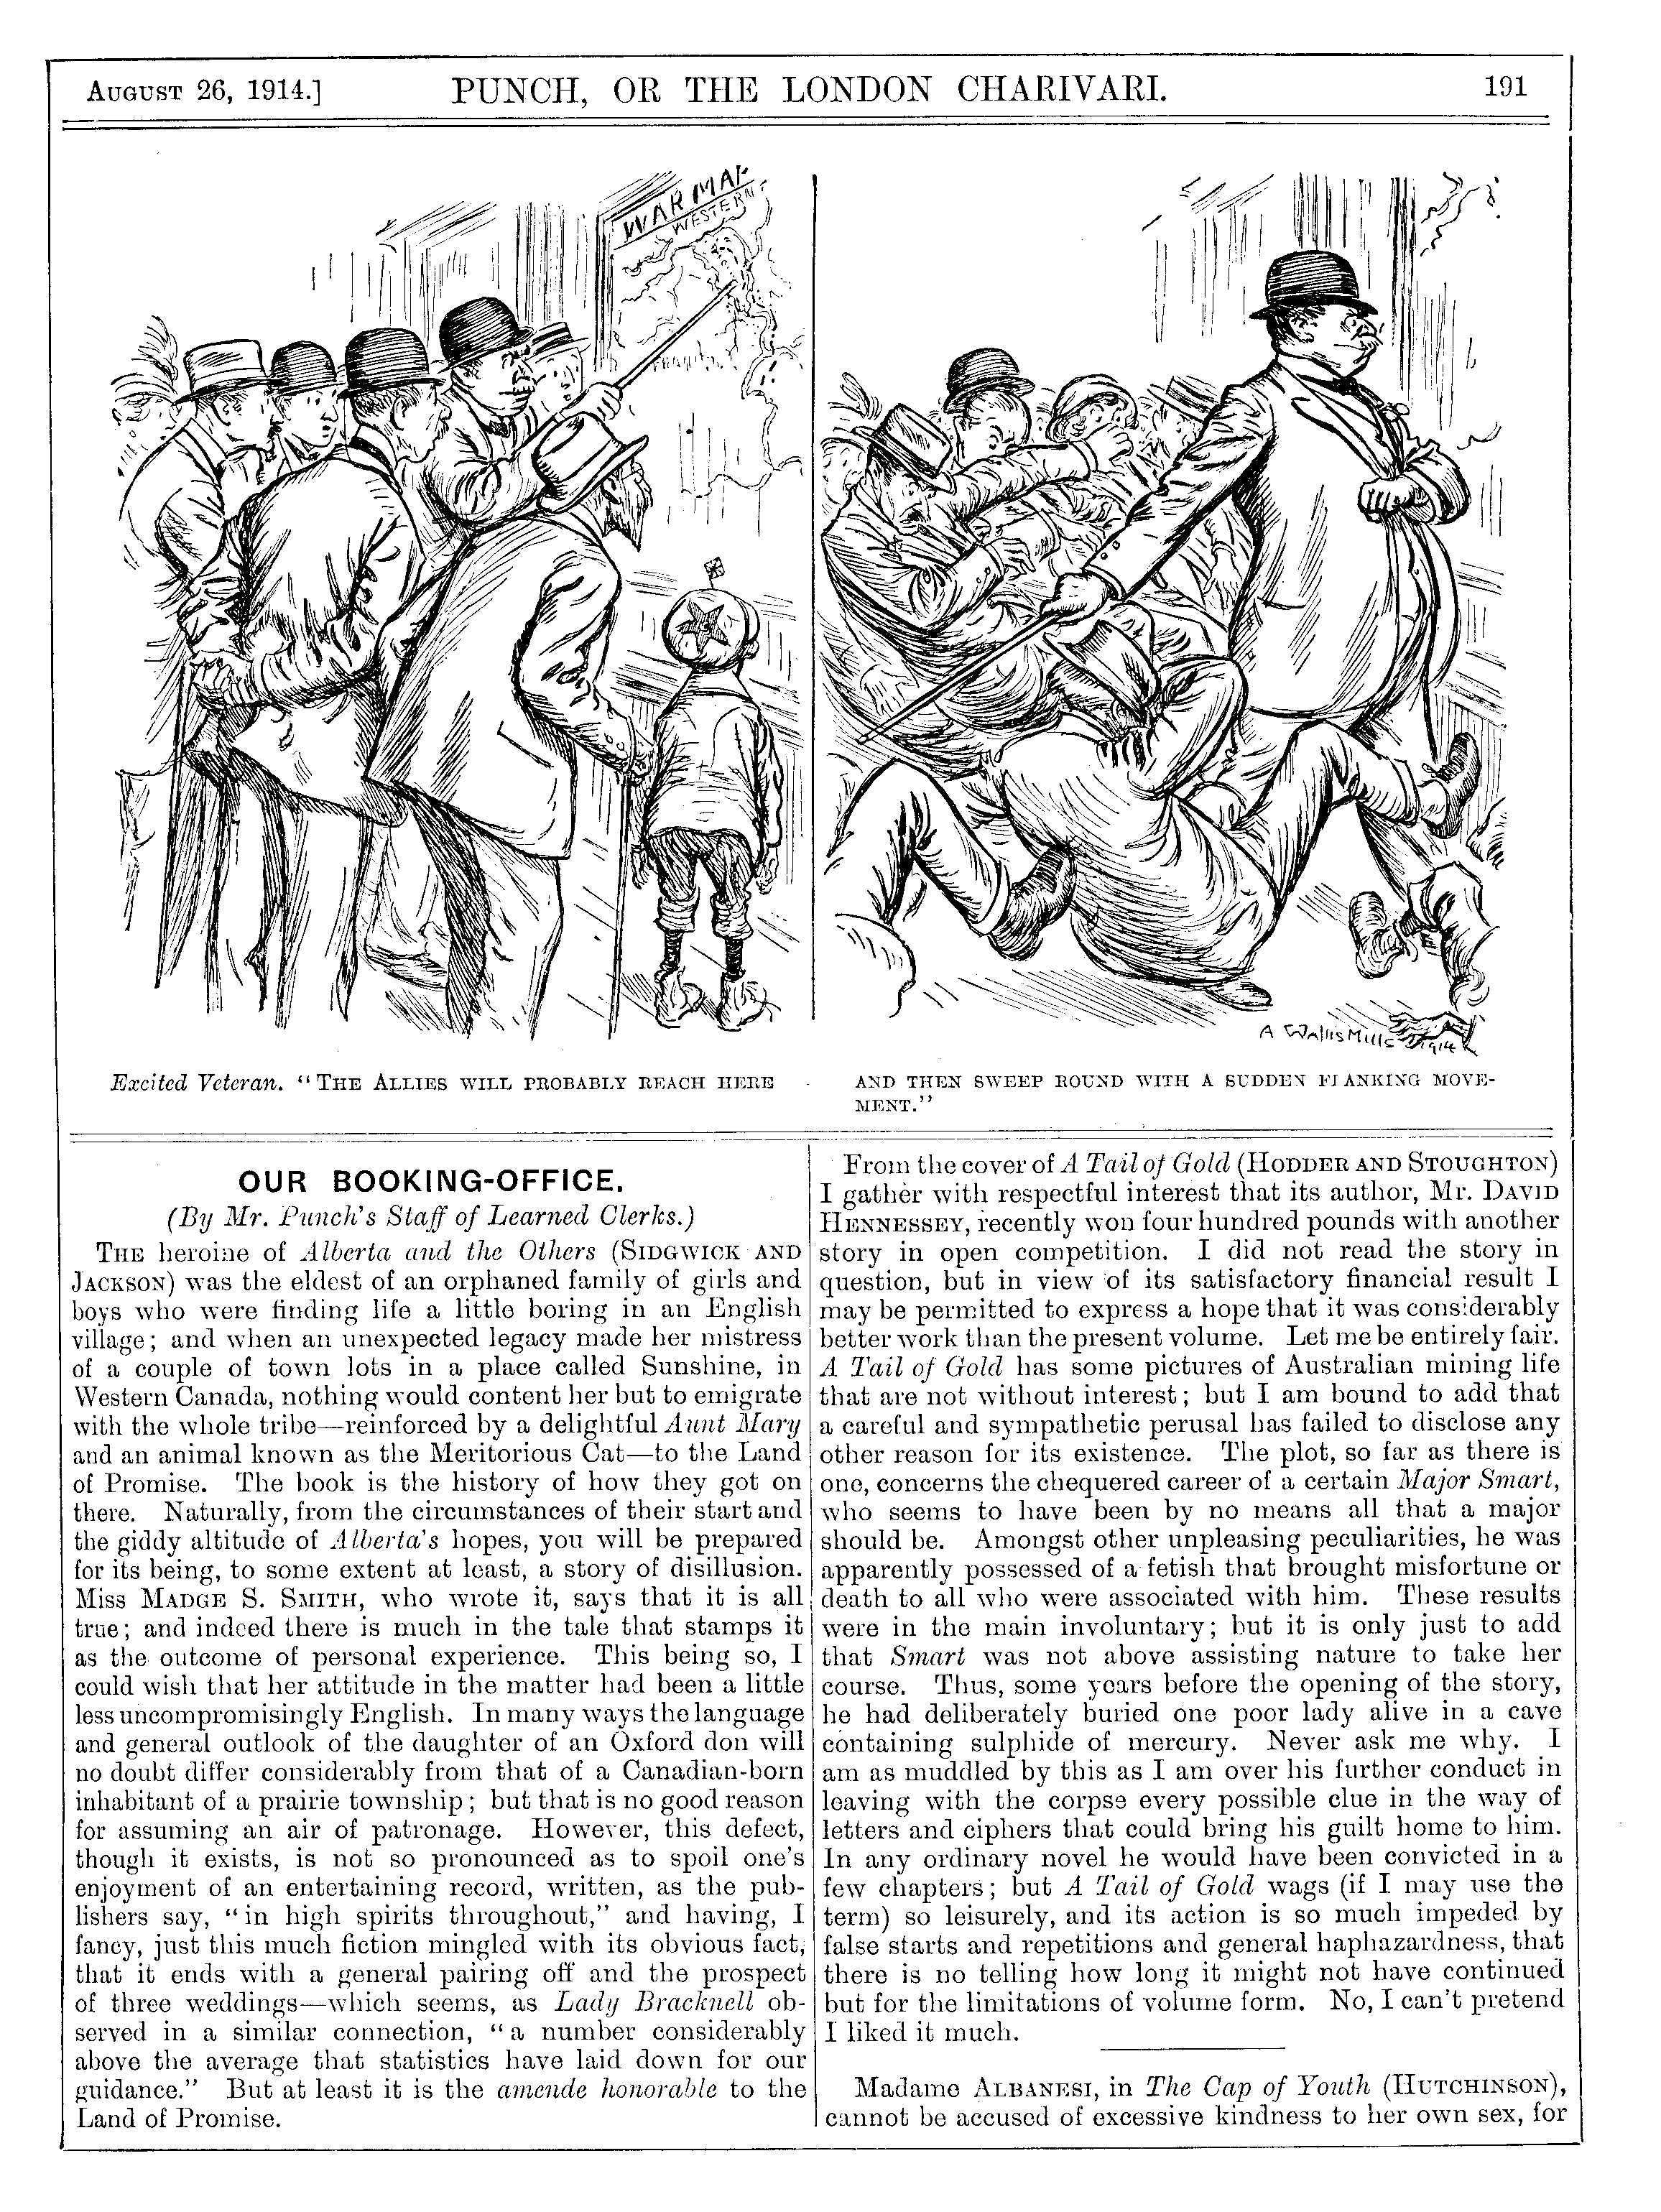 AUGUST 26, 1914.] PUNCH, OR THE LONDON CHARIVARI. 191
WAR MAP
WESTERN
A WALLIS MILLS 1914
Excited Veteran. "THE ALLIES WILL PROBABLY REACH HERE
AND THEN SWEEP ROUND WITH A SUDDEN FLANKING MOVE-
MENT."
OUR BOOKING-OFFICE.
(By Mr. Punch's Staff of Learned Clerks.)
THE heroine of Alberta and the Others (SIDGWICK AND
JACKSON) was the eldest of an orphaned family of girls and
boys who were finding life a little boring in an English
village; and when an unexpected legacy made her mistress
of a couple of town lots in a place called Sunshine, in
Western Canada, nothing would content her but to emigrate
with the whole tribe—reinforced by a delightful Aunt Mary
and an animal known as the Meritorious Cat—to the Land
of Promise. The book is the history of how they got on
there. Naturally, from the circumstances of their start and
the giddy altitude of Alberta's hopes, you will be prepared
for its being, to some extent at least, a story of disillusion.
Miss MADGE S. SMITH, who wrote it, says that it is all
true; and indeed there is much in the tale that stamps it
as the outcome of personal experience. This being so, I
could wish that her attitude in the matter had been a little
less uncompromisingly English. In many ways the language
and general outlook of the daughter of an Oxford don will
no doubt differ considerably from that of a Canadian-born
inhabitant of a prairie township; but that is no good reason
for assuming an air of patronage. However, this defect,
though it exists, is not so pronounced as to spoil one's
enjoyment of an entertaining record, written, as the pub-
lishers say, "in high spirits throughout," and having, I
fancy, just this much fiction mingled with its obvious fact,
that it ends with a general pairing off and the prospect
of three weddings—which seems, as Lady Bracknell ob-
served in a similar connection, "a number considerably
above the average that statistics have laid down for our
guidance." But at least it is the amende honorable to the
Land of Promise.
From the cover of A Tail of Gold (HODDER AND STOUGHTON)
I gather with respectful interest that its author, Mr. DAVID
HENNESSEY, recently won four hundred pounds with another
story in open competition. I did not read the story in
question, but in view of its satisfactory financial result I
may be permitted to express a hope that it was considerably
better work than the present volume. Let me be entirely fair.
A Tail of Gold has some pictures of Australian mining life
that are not without interest; but I am bound to add that
a careful and sympathetic perusal has failed to disclose any
other reason for its existence. The plot, so far as there is
one, concerns the chequered career of a certain Major Smart,
who seems to have been by no means all that a major
should be. Amongst other unpleasing peculiarities, he was
apparently possessed of a fetish that brought misfortune or
death to all who were associated with him. These results
were in the main involuntary; but it is only just to add
that Smart was not above assisting nature to take her
course. Thus, some years before the opening of the story,
he had deliberately buried one poor lady alive in a cave
containing sulphide of mercury. Never ask me why. I
am as muddled by this as I am over his further conduct in
leaving with the corpse every possible clue in the way of
letters and ciphers that could bring his guilt home to him.
In any ordinary novel he would have been convicted in a
few chapters; but A Tail of Gold wags (if I may use the
term) so leisurely, and its action is so much impeded by
false starts and repetitions and general haphazardness, that
there is no telling how long it might not have continued
but for the limitations of volume form. No, I can't pretend
I liked it much.
Madame ALBANESI, in The Cap of Youth (HUTCHINSON),
cannot be accused of excessive kindness to her own sex, for